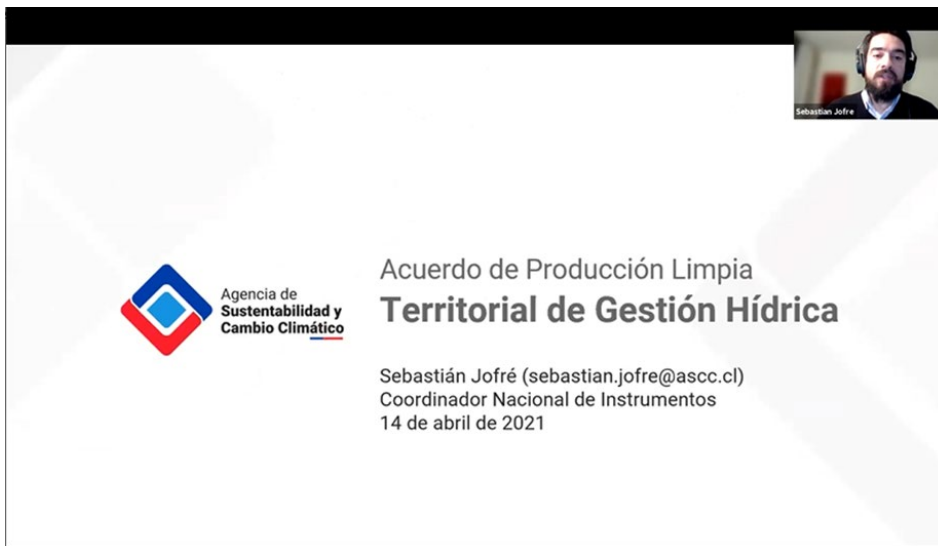 Sebastian Jofre
Agencia de
Sustentabilidad y
Cambio Climático
Acuerdo de Producción Limpia
Territorial de Gestión Hídrica
Sebastián Jofré (sebastian.jofre@ascc.cl)
Coordinador Nacional de Instrumentos
14 de abril de 2021